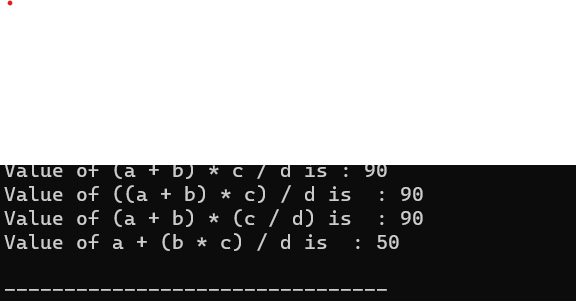 Value of (a + b) * c / d is : 90
Value of ((a + b) * c) / d is  : 90
Value of (a + b) * (c / d) is  : 90
Value of a + (b * c) / d is  : 50
--------------------------------